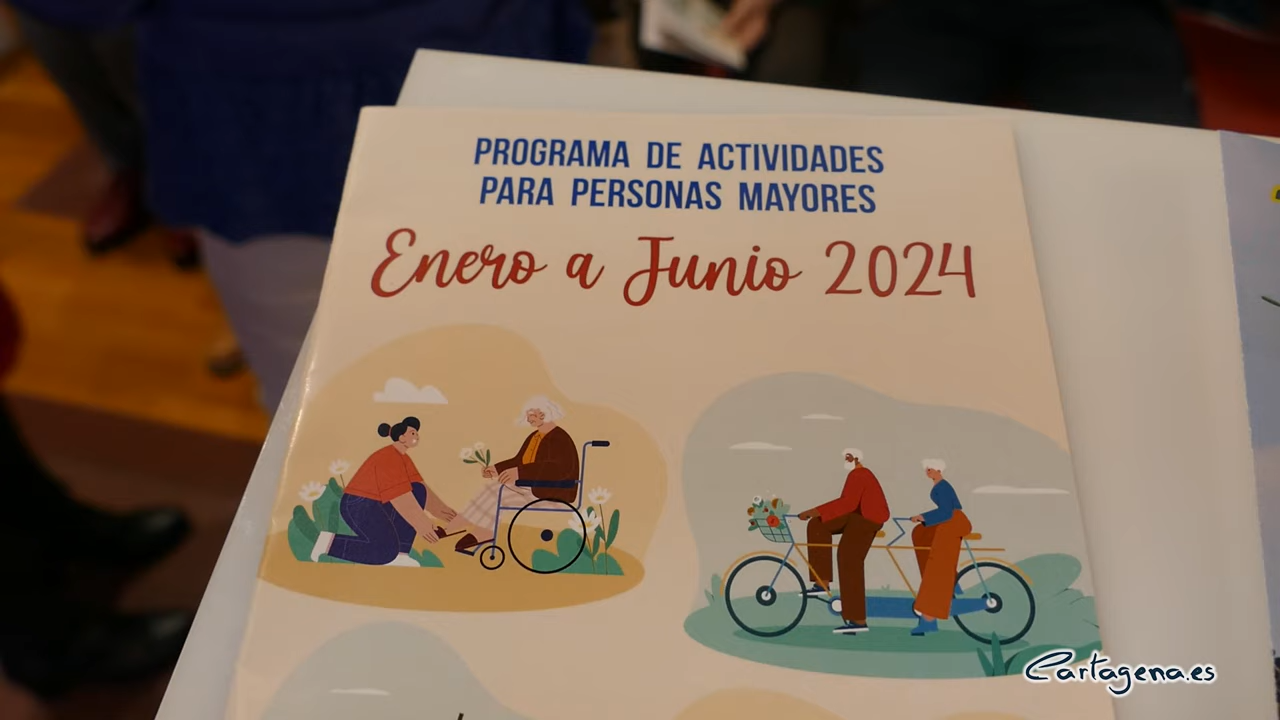 PROGRAMA DE ACTIVIDADES
PARA PERSONAS MAYORES
Enero a Junio 2024
Cartagena.es